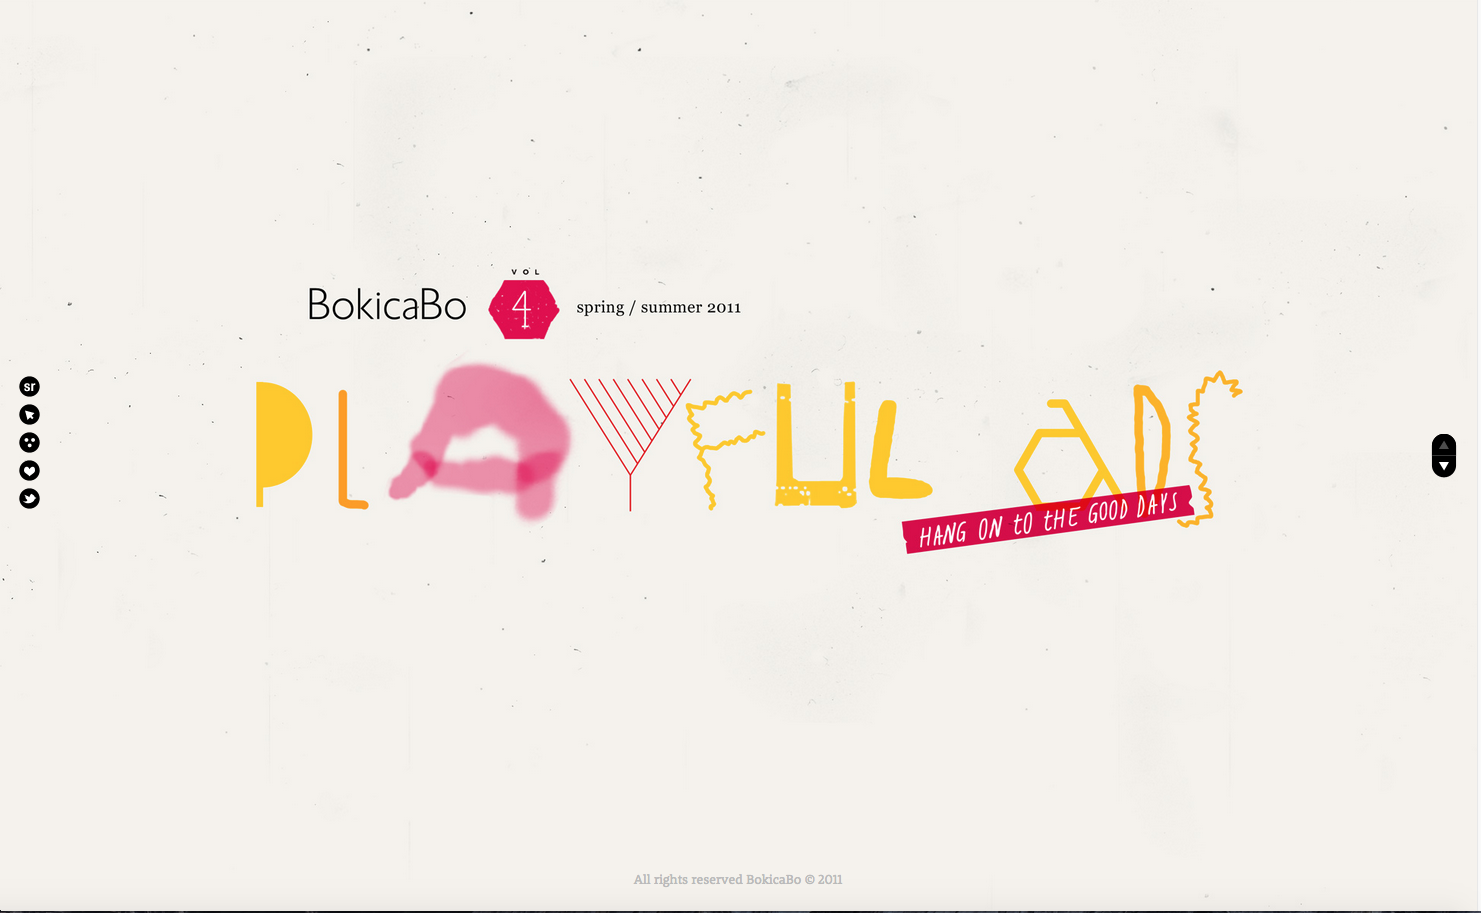 VOL
BokicaBo 4 spring / summer 2011
sr
PLAYFUL aDS
HANG ON tO tHE GOOD DAYS
All rights reserved BokicaBo © 2011